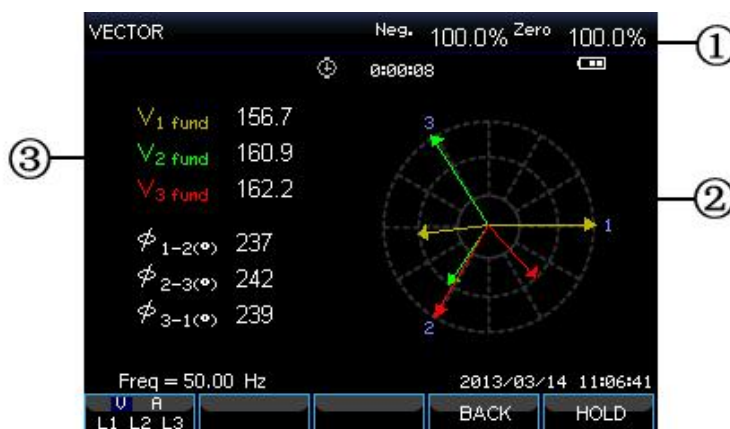 VECTOR Neg. 100.0% Zero 100.0%
①
0:00:08
V1 fund 156.7
V2 fund 160.9
V3 fund 162.2
③
ϕ1-2(°) 237
ϕ2-3(°) 242
ϕ3-1(°) 239
3
1
2
②
Freq = 50.00 Hz 2013/03/14 11:06:41
V A
L1 L2 L3
BACK HOLD